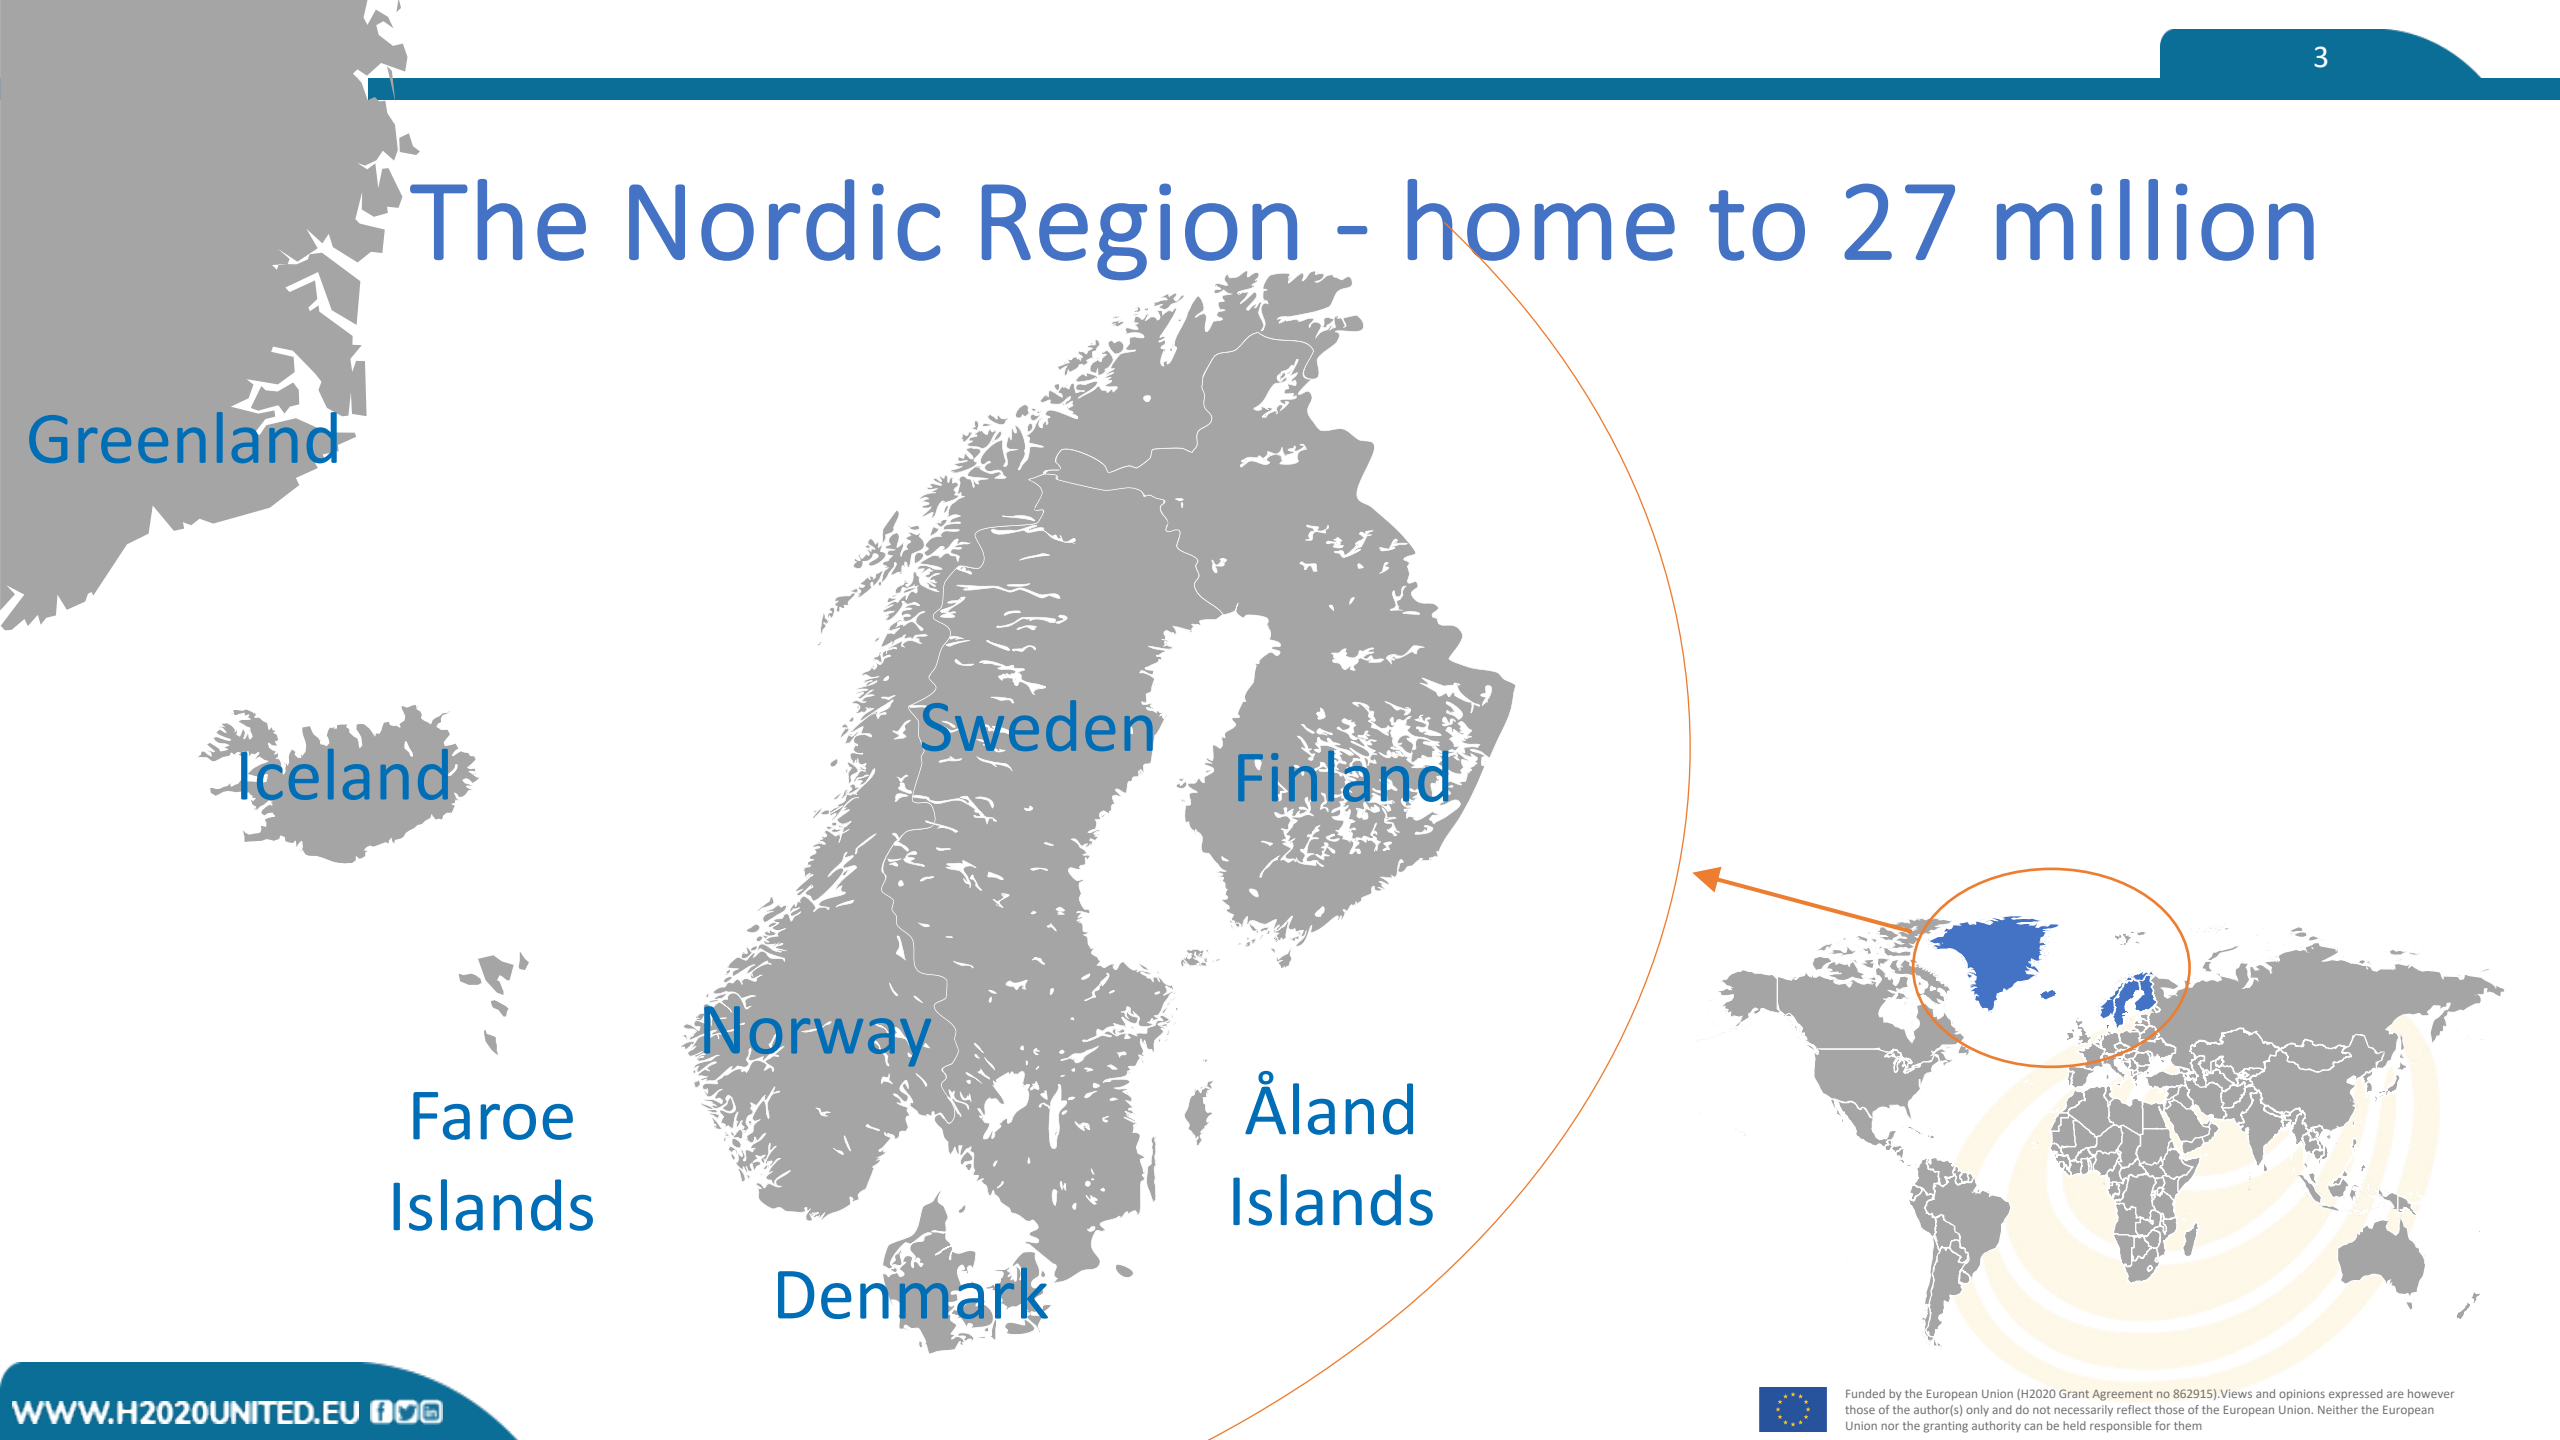 3
The Nordic Region - home to 27 million
Greenland
Sweden
Iceland
Finland
Norway
Faroe
Islands
Åland
Islands
Denmark
WWW.H2020UNITED.EU
Funded by the European Union (H2020 Grant Agreement no 862915).Views and opinions expressed are however
those of the author(s) only and do not necessarily reflect those of the European Union. Neither the European
Union nor the granting authority can be held responsible for them